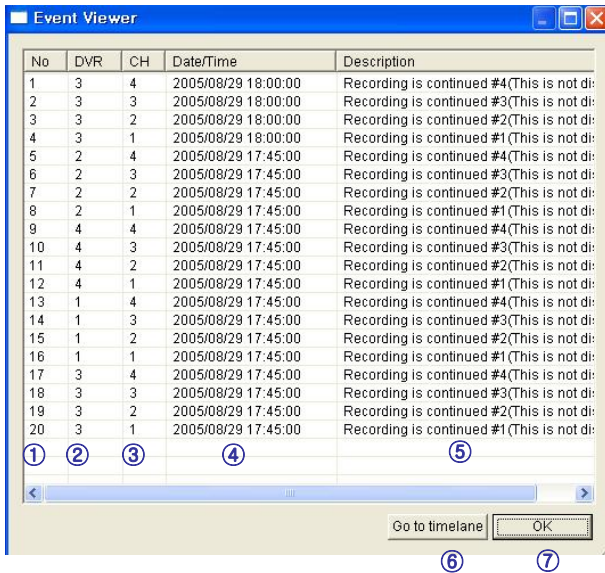 Event Viewer
No DVR CH Date/Time Description
1 3 4 2005/08/29 18:00:00 Recording is continued #4(This is not di
2 3 3 2005/08/29 18:00:00 Recording is continued #3(This is not di
3 3 2 2005/08/29 18:00:00 Recording is continued #2(This is not di
4 3 1 2005/08/29 18:00:00 Recording is continued #1(This is not di
5 2 4 2005/08/29 17:45:00 Recording is continued #4(This is not di
6 2 3 2005/08/29 17:45:00 Recording is continued #3(This is not di
7 2 2 2005/08/29 17:45:00 Recording is continued #2(This is not di
8 2 1 2005/08/29 17:45:00 Recording is continued #1(This is not di
9 4 4 2005/08/29 17:45:00 Recording is continued #4(This is not di
10 4 3 2005/08/29 17:45:00 Recording is continued #3(This is not di
11 4 2 2005/08/29 17:45:00 Recording is continued #2(This is not di
12 4 1 2005/08/29 17:45:00 Recording is continued #1(This is not di
13 1 4 2005/08/29 17:45:00 Recording is continued #4(This is not di
14 1 3 2005/08/29 17:45:00 Recording is continued #3(This is not di
15 1 2 2005/08/29 17:45:00 Recording is continued #2(This is not di
16 1 1 2005/08/29 17:45:00 Recording is continued #1(This is not di
17 3 4 2005/08/29 17:45:00 Recording is continued #4(This is not di
18 3 3 2005/08/29 17:45:00 Recording is continued #3(This is not di
19 3 2 2005/08/29 17:45:00 Recording is continued #2(This is not di
20 3 1 2005/08/29 17:45:00 Recording is continued #1(This is not di
① ② ③ ④ ⑤
Go to timelane OK
⑥ ⑦